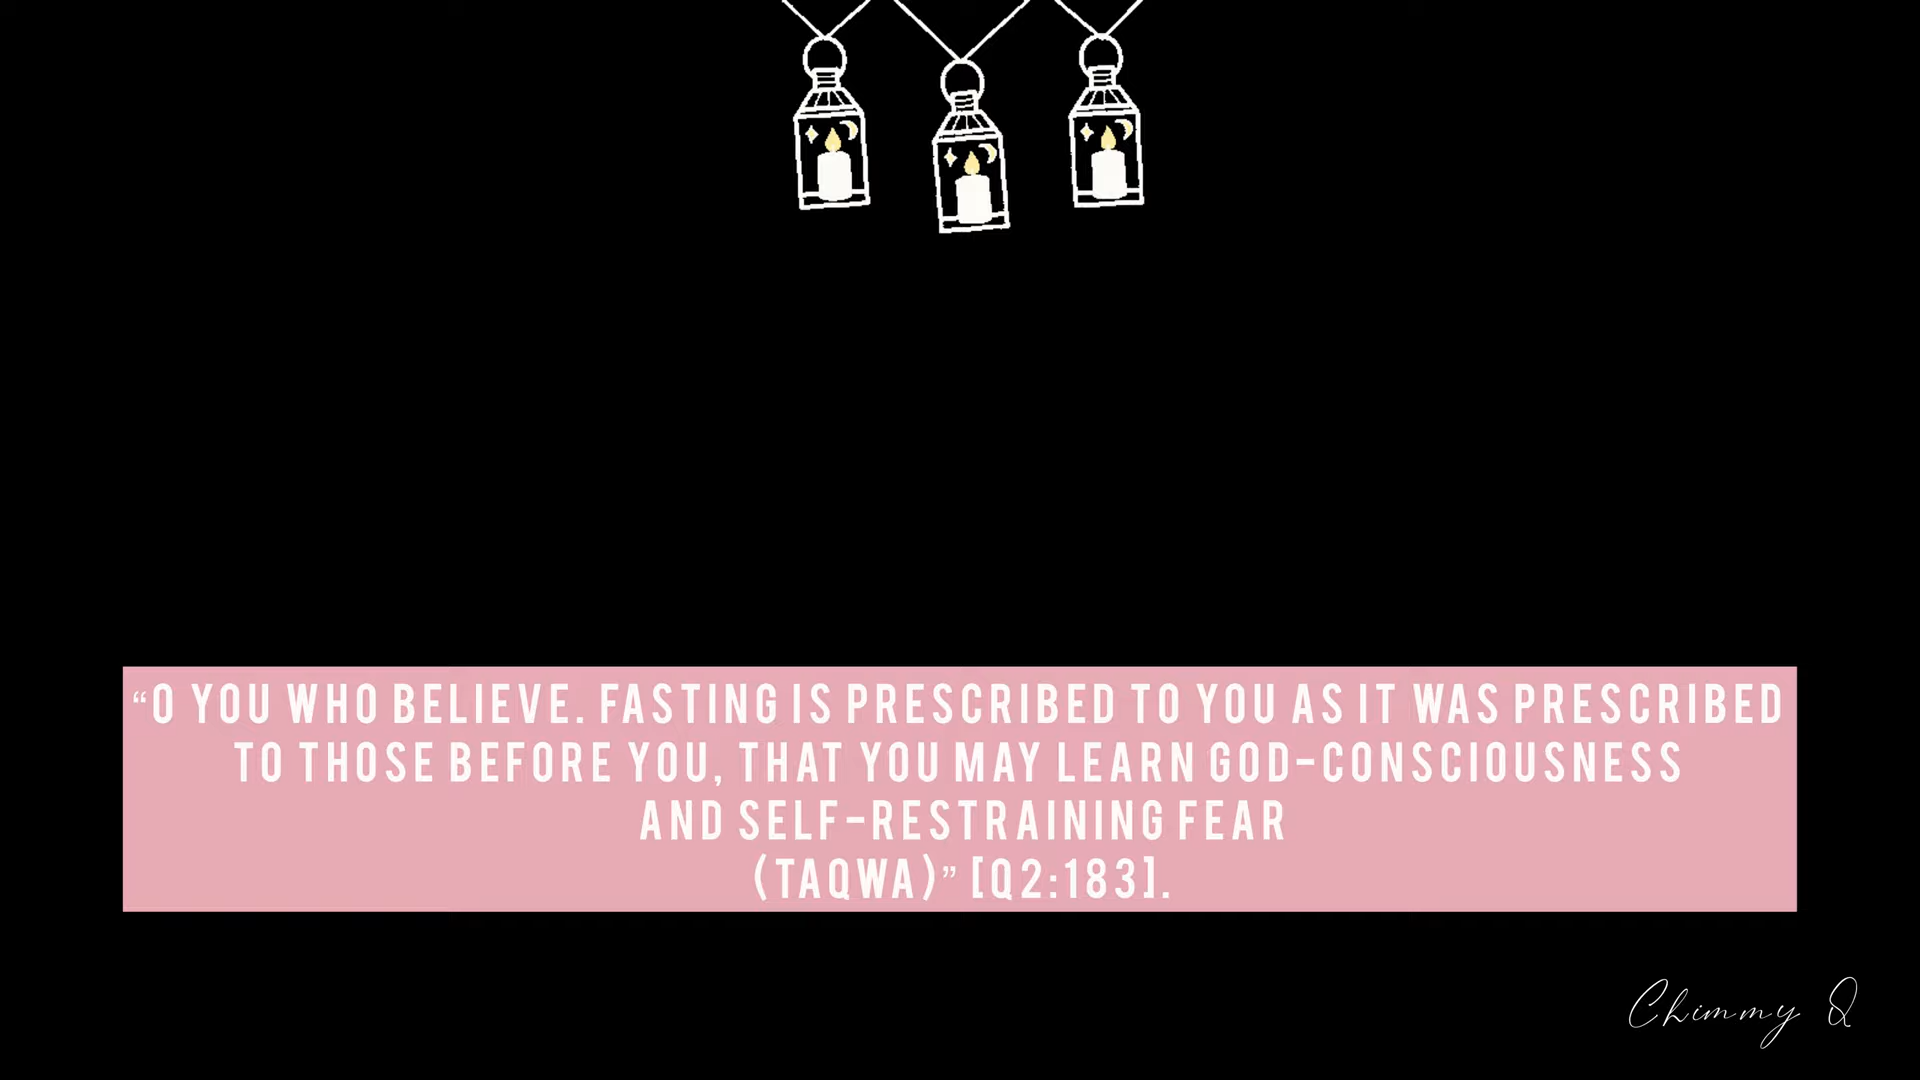 “O YOU WHO BELIEVE. FASTING IS PRESCRIBED TO YOU AS IT WAS PRESCRIBED
TO THOSE BEFORE YOU, THAT YOU MAY LEARN GOD-CONSCIOUSNESS
AND SELF-RESTRAINING FEAR
(TAQWA)” [Q2:183].
Chimmy Q